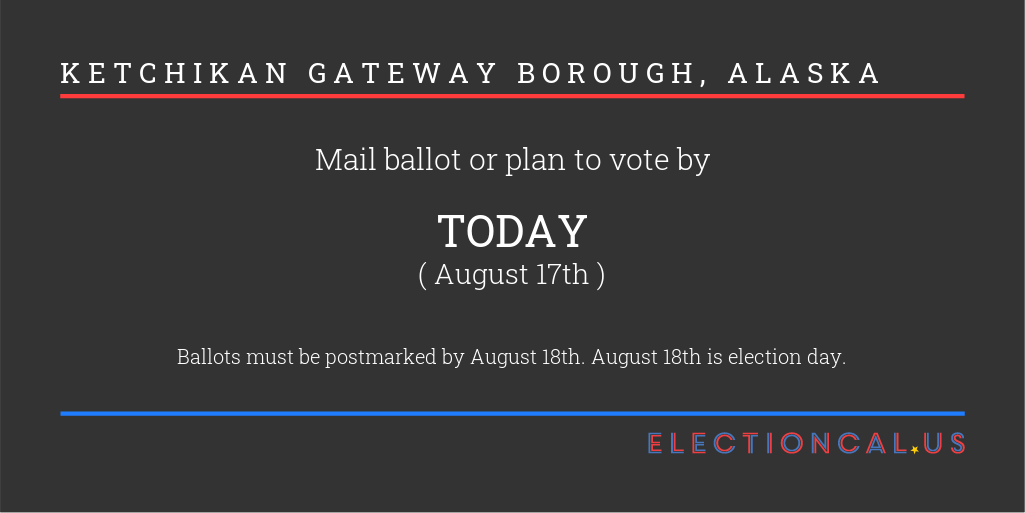 KETCHIKAN GATEWAY BOROUGH, ALASKA
Mail ballot or plan to vote by
TODAY
( August 17th )
Ballots must be postmarked by August 18th. August 18th is election day.
ELECTIONCAL.US